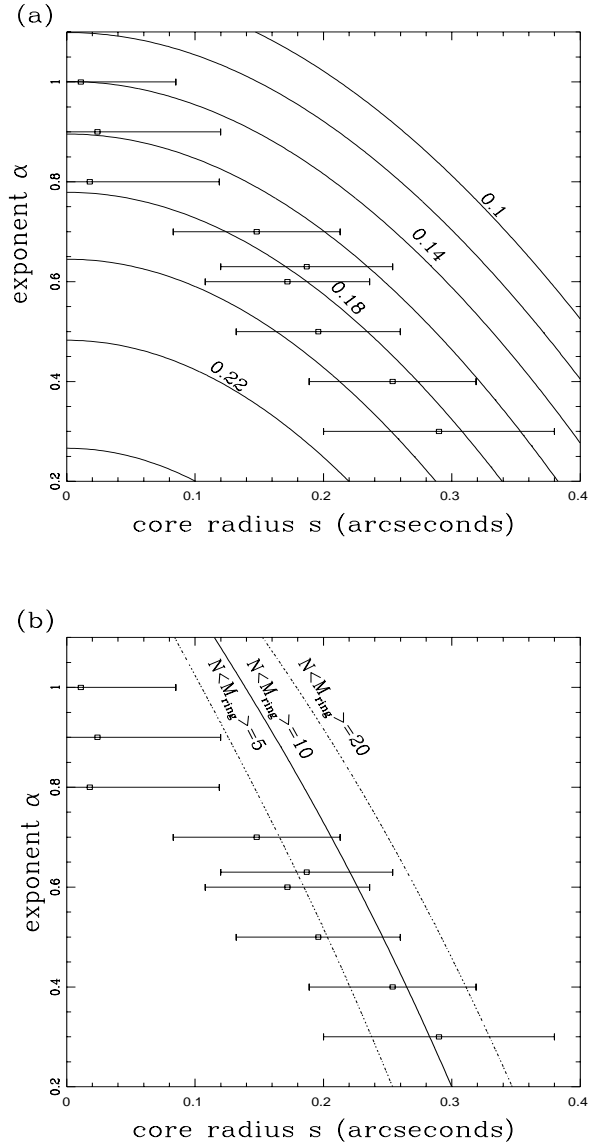 (a)
exponent α
1
0.8
0.6
0.4
0.2
0.1
0.14
0.18
0.22
0 0.1 0.2 0.3 0.4
core radius s (arcseconds)
(b)
exponent α
1
0.8
0.6
0.4
0.2
N<M_ring>=5
N<M_ring>=10
N<M_ring>=20
0 0.1 0.2 0.3 0.4
core radius s (arcseconds)